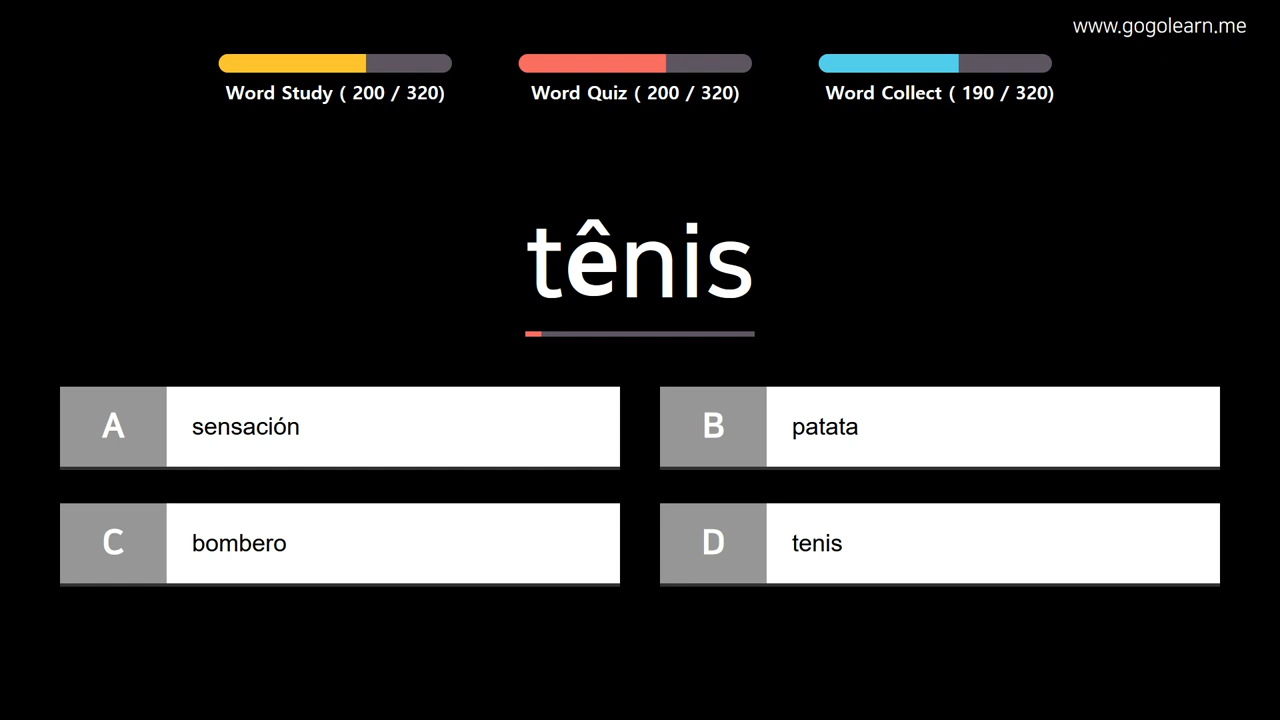 www.gogolearn.me
Word Study ( 200 / 320)
Word Quiz ( 200 / 320)
Word Collect ( 190 / 320)
tênis
A
sensación
B
patata
C
bombero
D
tenis